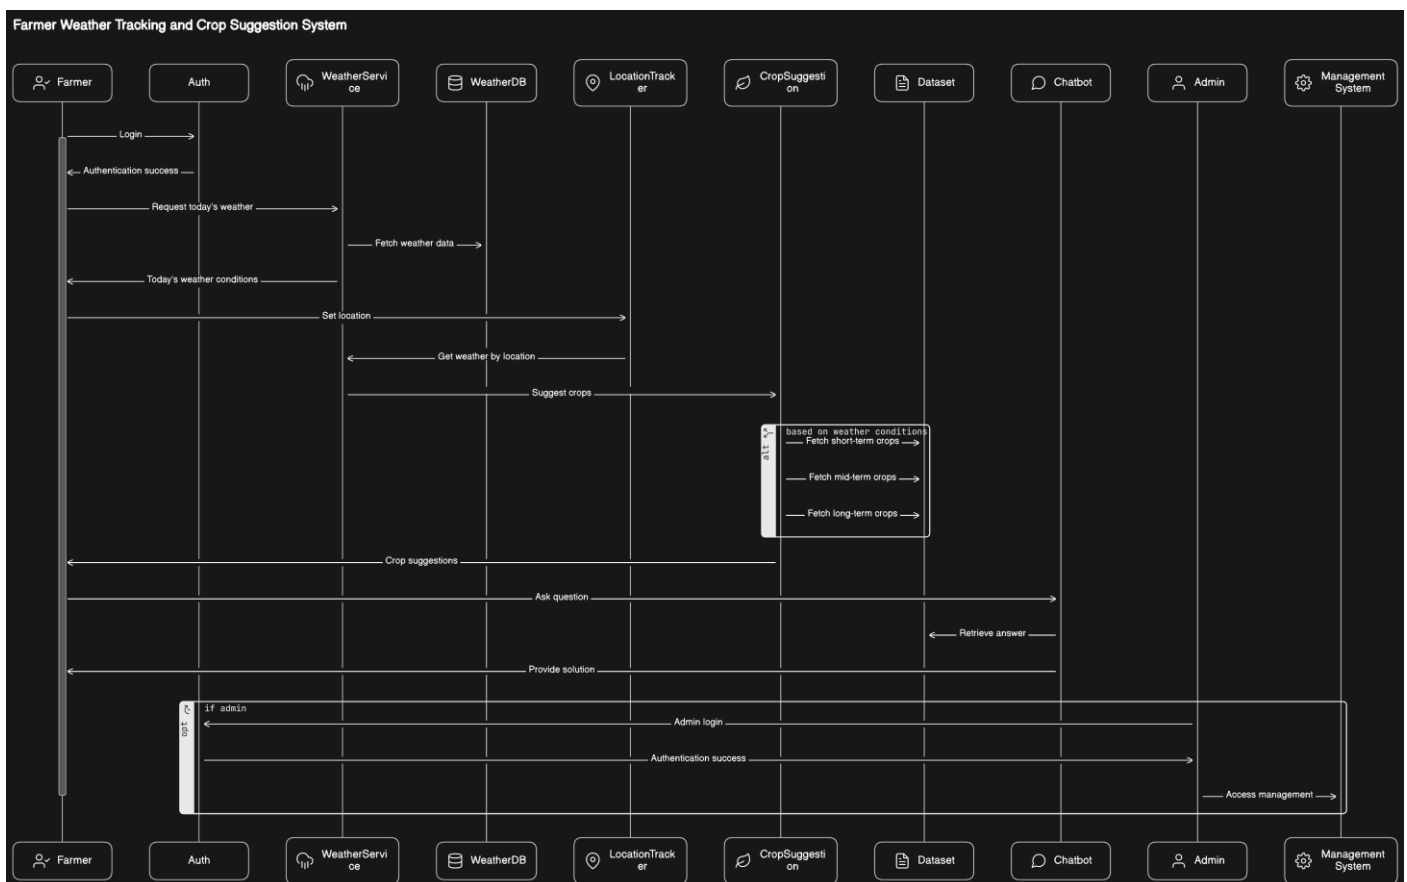 Farmer Weather Tracking and Crop Suggestion System
Farmer
Auth
WeatherServi
ce
WeatherDB
LocationTrack
er
CropSuggesti
on
Dataset
Chatbot
Admin
Management
System
Login
Authentication success
Request today's weather
Fetch weather data
Today's weather conditions
Set location
Get weather by location
Suggest crops
alt
based on weather conditions
Fetch short-term crops
Fetch mid-term crops
Fetch long-term crops
Crop suggestions
Ask question
Retrieve answer
Provide solution
opt
if admin
Admin login
Authentication success
Access management
Farmer
Auth
WeatherServi
ce
WeatherDB
LocationTrack
er
CropSuggesti
on
Dataset
Chatbot
Admin
Management
System